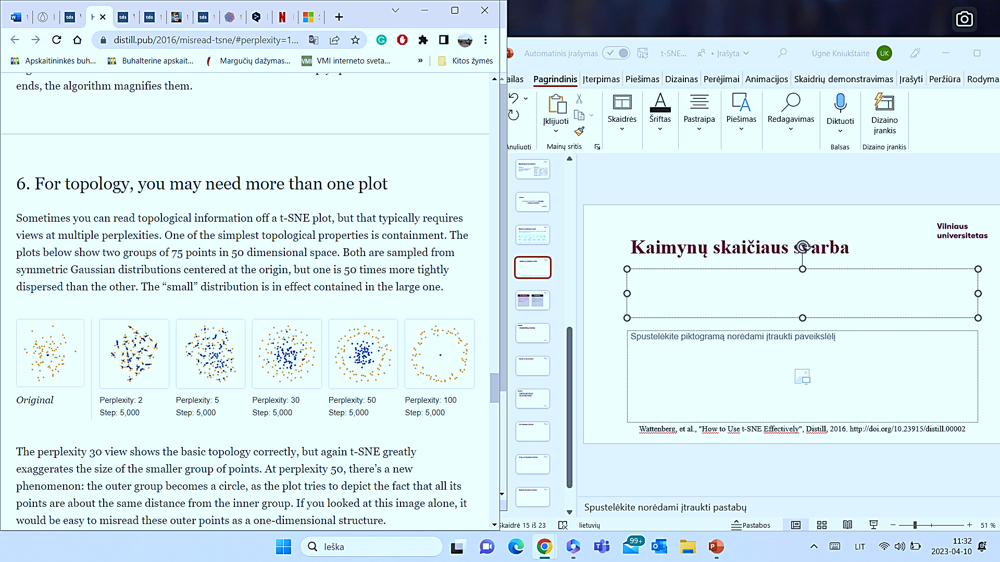 distill.pub/2016/misread-tsne/#perplexity=1...
Apskaitininkės buh...
Buhalterine apskait...
Margučių dažymas...
VMI interneto sveta...
»
Kitos žymės
ends, the algorithm magnifies them.
6. For topology, you may need more than one plot
Sometimes you can read topological information off a t-SNE plot, but that typically requires
views at multiple perplexities. One of the simplest topological properties is containment. The
plots below show two groups of 75 points in 50 dimensional space. Both are sampled from
symmetric Gaussian distributions centered at the origin, but one is 50 times more tightly
dispersed than the other. The “small” distribution is in effect contained in the large one.
Original
Perplexity: 2
Step: 5,000
Perplexity: 5
Step: 5,000
Perplexity: 30
Step: 5,000
Perplexity: 50
Step: 5,000
Perplexity: 100
Step: 5,000
The perplexity 30 view shows the basic topology correctly, but again t-SNE greatly
exaggerates the size of the smaller group of points. At perplexity 50, there’s a new
phenomenon: the outer group becomes a circle, as the plot tries to depict the fact that all its
points are about the same distance from the inner group. If you looked at this image alone, it
would be easy to misread these outer points as a one-dimensional structure.
Automatinis įrašymas
t-SNE...
• Įrašyta
Ugnė Kniukštaitė
UK
ailas Pagrindinis Įterpimas Piešimas Dizainas Perėjimai Animacijos Skaidrių demonstravimas Įrašyti Peržiūra Rodyma
Įklijuoti
Skaidrės
Šriftas
Pastraipa
Piešimas
Redagavimas
Diktuoti
Dizaino
įrankis
Anuliuoti
Mainų sritis
Balsas
Dizaino įrankis
Vilniaus
universitetas
Kaimynų skaičiaus svarba
Spustelėkite piktogramą norėdami įtraukti paveikslėlį
Wattenberg, et al., "How to Use t-SNE Effectively", Distill, 2016. http://doi.org/10.23915/distill.00002
Spustelėkite norėdami įtraukti pastabų
Skaidrė 15 iš 23
lietuvių
Pastabos
51 %
Ieška
99+
LIT
11:32
2023-04-10